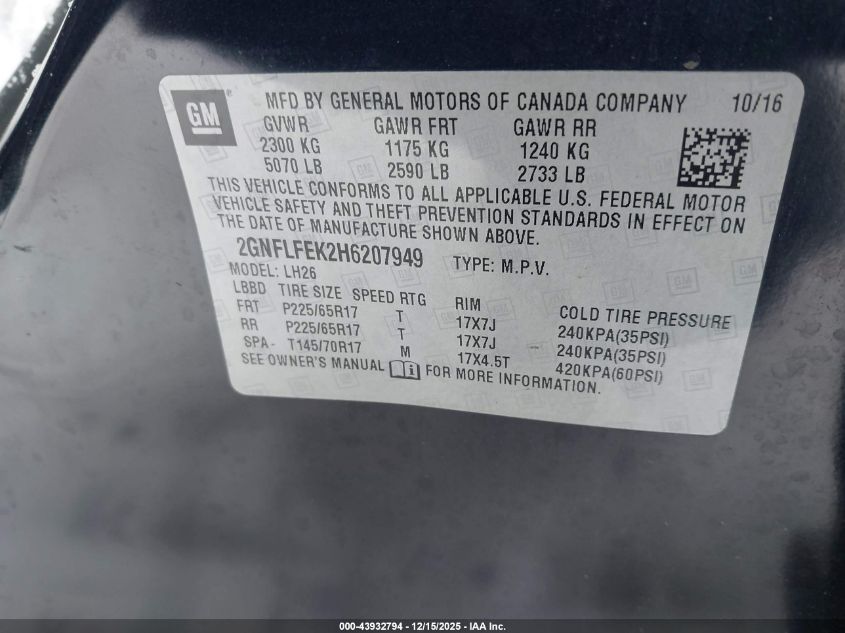 GM ®
MFD BY GENERAL MOTORS OF CANADA COMPANY 10/16
GVWR GAWR FRT GAWR RR
2300 KG 1175 KG 1240 KG
5070 LB 2590 LB 2733 LB
THIS VEHICLE CONFORMS TO ALL APPLICABLE U.S. FEDERAL MOTOR
VEHICLE SAFETY AND THEFT PREVENTION STANDARDS IN EFFECT ON
THE DATE OF MANUFACTURE SHOWN ABOVE.
2GNFLFEK2H6207949 TYPE: M.P.V.
MODEL: LH26
LBBD TIRE SIZE SPEED RTG RIM COLD TIRE PRESSURE
FRT P225/65R17 T 17X7J 240KPA(35PSI)
RR P225/65R17 T 17X7J 240KPA(35PSI)
SPA- T145/70R17 M 17X4.5T 420KPA(60PSI)
SEE OWNER'S MANUAL FOR MORE INFORMATION.
000-43932794 - 12/15/2025 - IAA Inc.